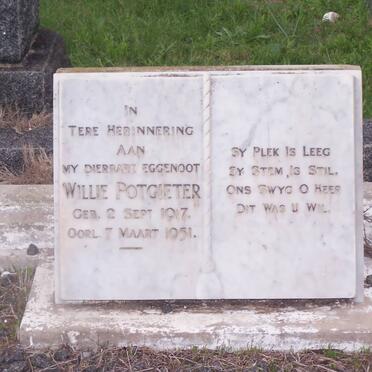 In
Tere Herinnering
Aan
My Dierbare Eggenoot
Willie Potgieter
Geb. 2 Sept 1917.
Oorl. 7 Maart 1951.
Sy Plek Is Leeg
Sy Stem, Is Stil.
Ons Swyg O Heer
Dit Was U Wil.